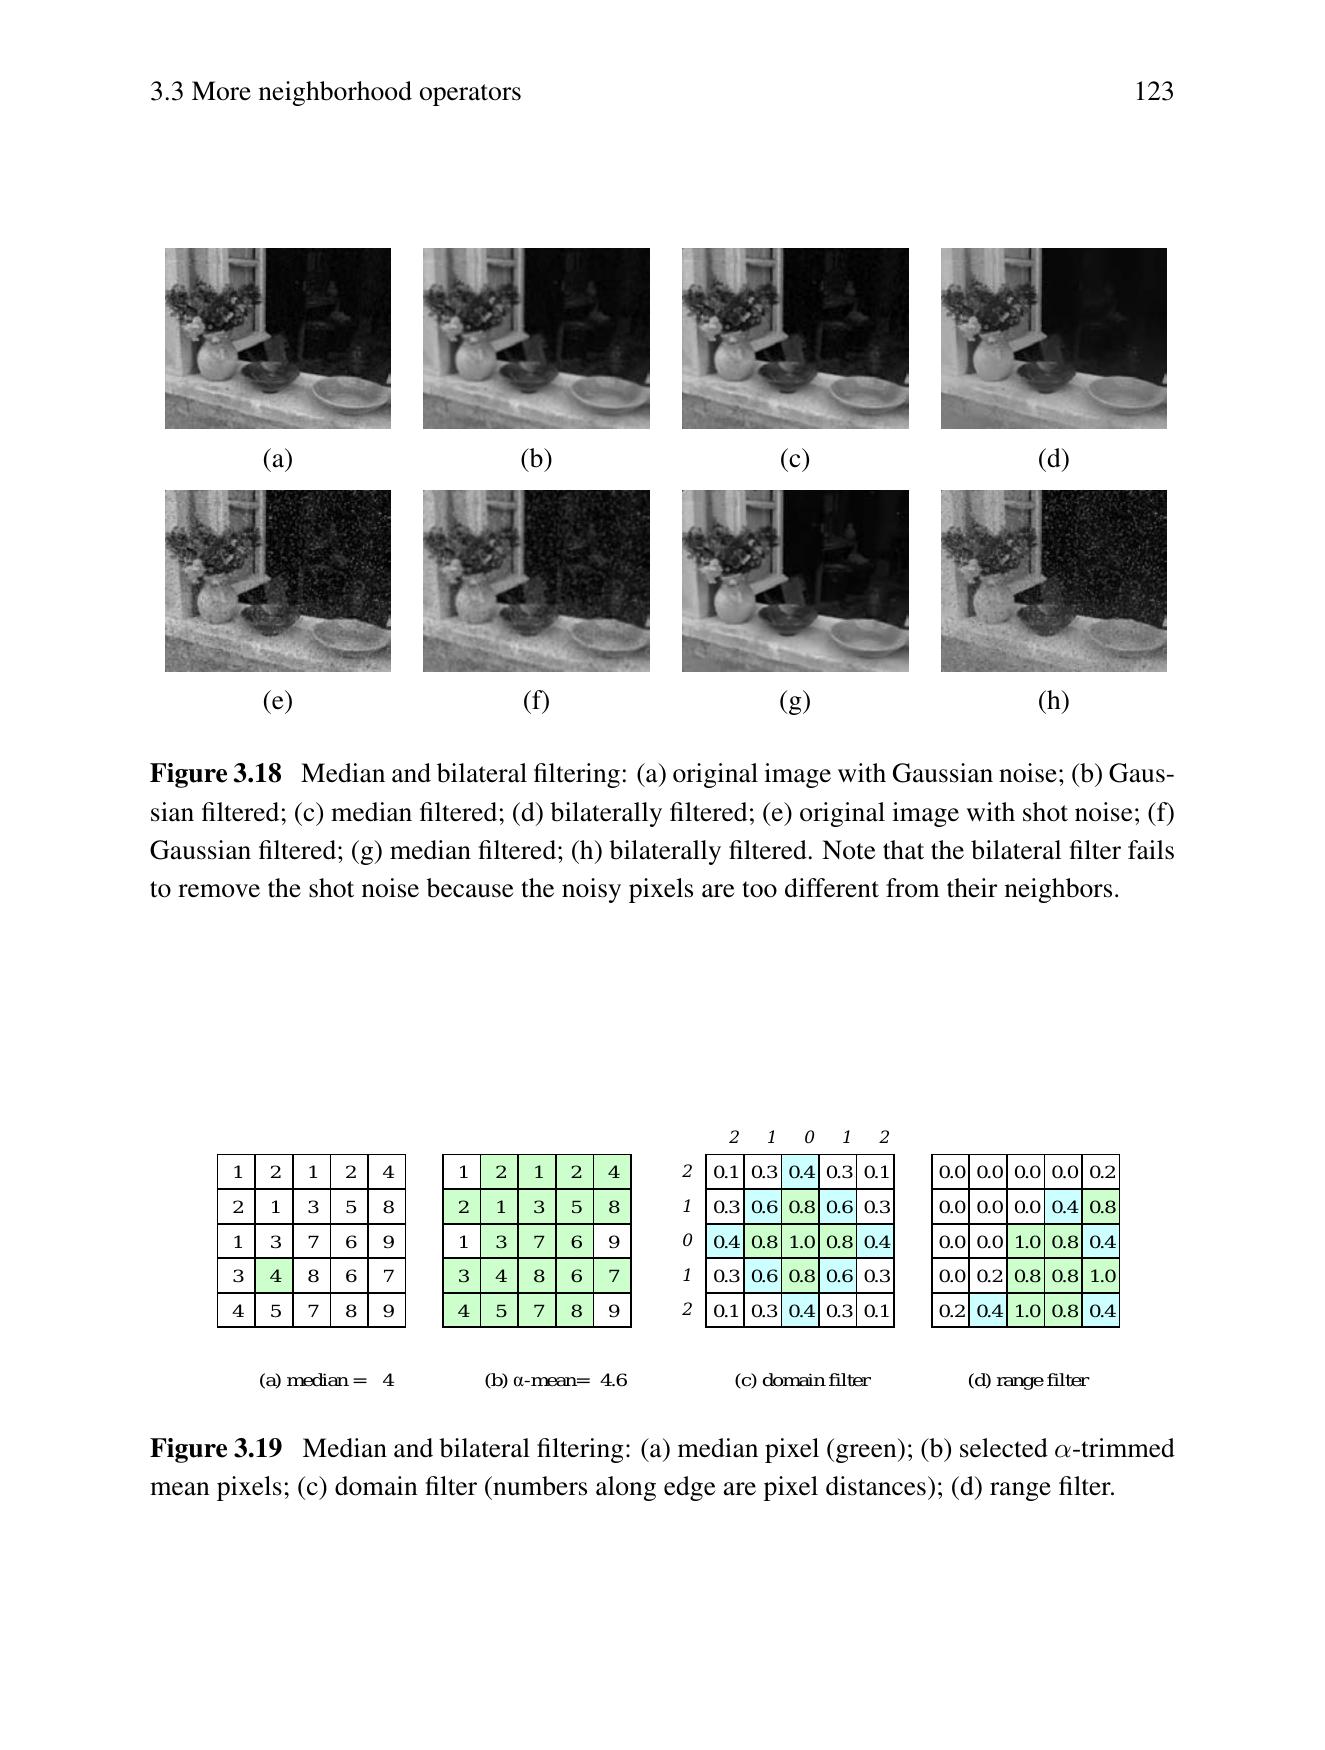 3.3 More neighborhood operators 123
(a) (b) (c) (d)
(e) (f) (g) (h)
Figure 3.18 Median and bilateral filtering: (a) original image with Gaussian noise; (b) Gaus-
sian filtered; (c) median filtered; (d) bilaterally filtered; (e) original image with shot noise; (f)
Gaussian filtered; (g) median filtered; (h) bilaterally filtered. Note that the bilateral filter fails
to remove the shot noise because the noisy pixels are too different from their neighbors.
2 1 0 1 2
1 2 1 2 4 1 2 1 2 4 2 0.1 0.3 0.4 0.3 0.1 0.0 0.0 0.0 0.0 0.2
2 1 3 5 8 2 1 3 5 8 1 0.3 0.6 0.8 0.6 0.3 0.0 0.0 0.0 0.4 0.8
1 3 7 6 9 1 3 7 6 9 0 0.4 0.8 1.0 0.8 0.4 0.0 0.0 1.0 0.8 0.4
3 4 8 6 7 3 4 8 6 7 1 0.3 0.6 0.8 0.6 0.3 0.0 0.2 0.8 0.8 1.0
4 5 7 8 9 4 5 7 8 9 2 0.1 0.3 0.4 0.3 0.1 0.2 0.4 1.0 0.8 0.4
(a) median = 4 (b) α-mean= 4.6 (c) domain filter (d) range filter
Figure 3.19 Median and bilateral filtering: (a) median pixel (green); (b) selected α-trimmed
mean pixels; (c) domain filter (numbers along edge are pixel distances); (d) range filter.